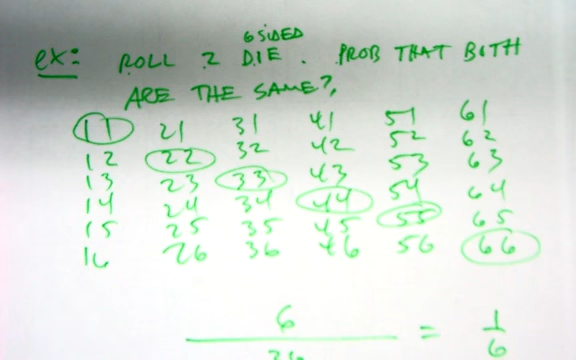 6 SIDED
ex: ROLL 2 DIE. PROB THAT BOTH
ARE THE SAME?
11 21 31 41 51 61
12 22 32 42 52 62
13 23 33 43 53 63
14 24 34 44 54 64
15 25 35 45 55 65
16 26 36 46 56 66
6 / 36 = 1 / 6